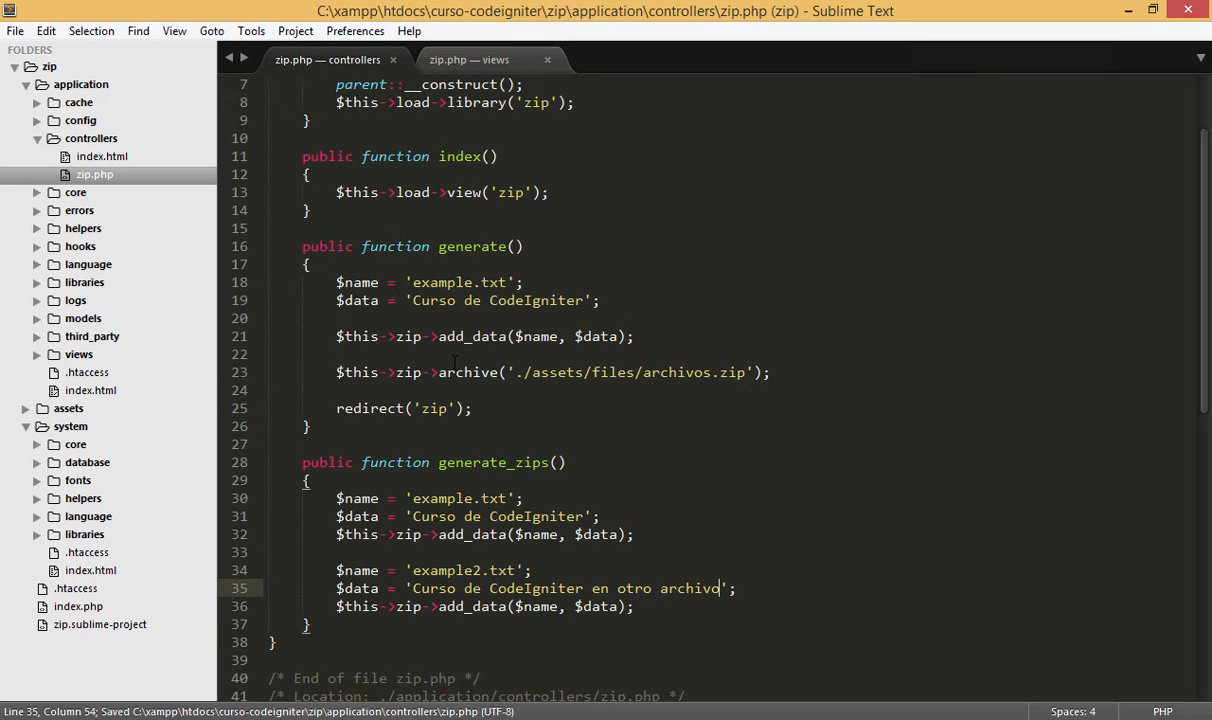 C:\xampp\htdocs\curso-codeigniter\zip\application\controllers\zip.php (zip) - Sublime Text
File Edit Selection Find View Goto Tools Project Preferences Help
FOLDERS
zip
application
cache
config
controllers
index.html
zip.php
core
errors
helpers
hooks
language
libraries
logs
models
third_party
views
.htaccess
index.html
assets
system
core
database
fonts
helpers
language
libraries
.htaccess
index.html
.htaccess
index.php
zip.sublime-project
zip.php — controllers × zip.php — views ×
7 parent::__construct();
8 $this->load->library('zip');
9 }
10
11 public function index()
12 {
13 $this->load->view('zip');
14 }
15
16 public function generate()
17 {
18 $name = 'example.txt';
19 $data = 'Curso de CodeIgniter';
20
21 $this->zip->add_data($name, $data);
22
23 $this->zip->archive('./assets/files/archivos.zip');
24
25 redirect('zip');
26 }
27
28 public function generate_zips()
29 {
30 $name = 'example.txt';
31 $data = 'Curso de CodeIgniter';
32 $this->zip->add_data($name, $data);
33
34 $name = 'example2.txt';
35 $data = 'Curso de CodeIgniter en otro archivo';
36 $this->zip->add_data($name, $data);
37 }
38 }
39
40 /* End of file zip.php */
41 /* Location: ./application/controllers/zip.php */
Line 35, Column 54; Saved C:\xampp\htdocs\curso-codeigniter\zip\application\controllers\zip.php (UTF-8) Spaces: 4 PHP